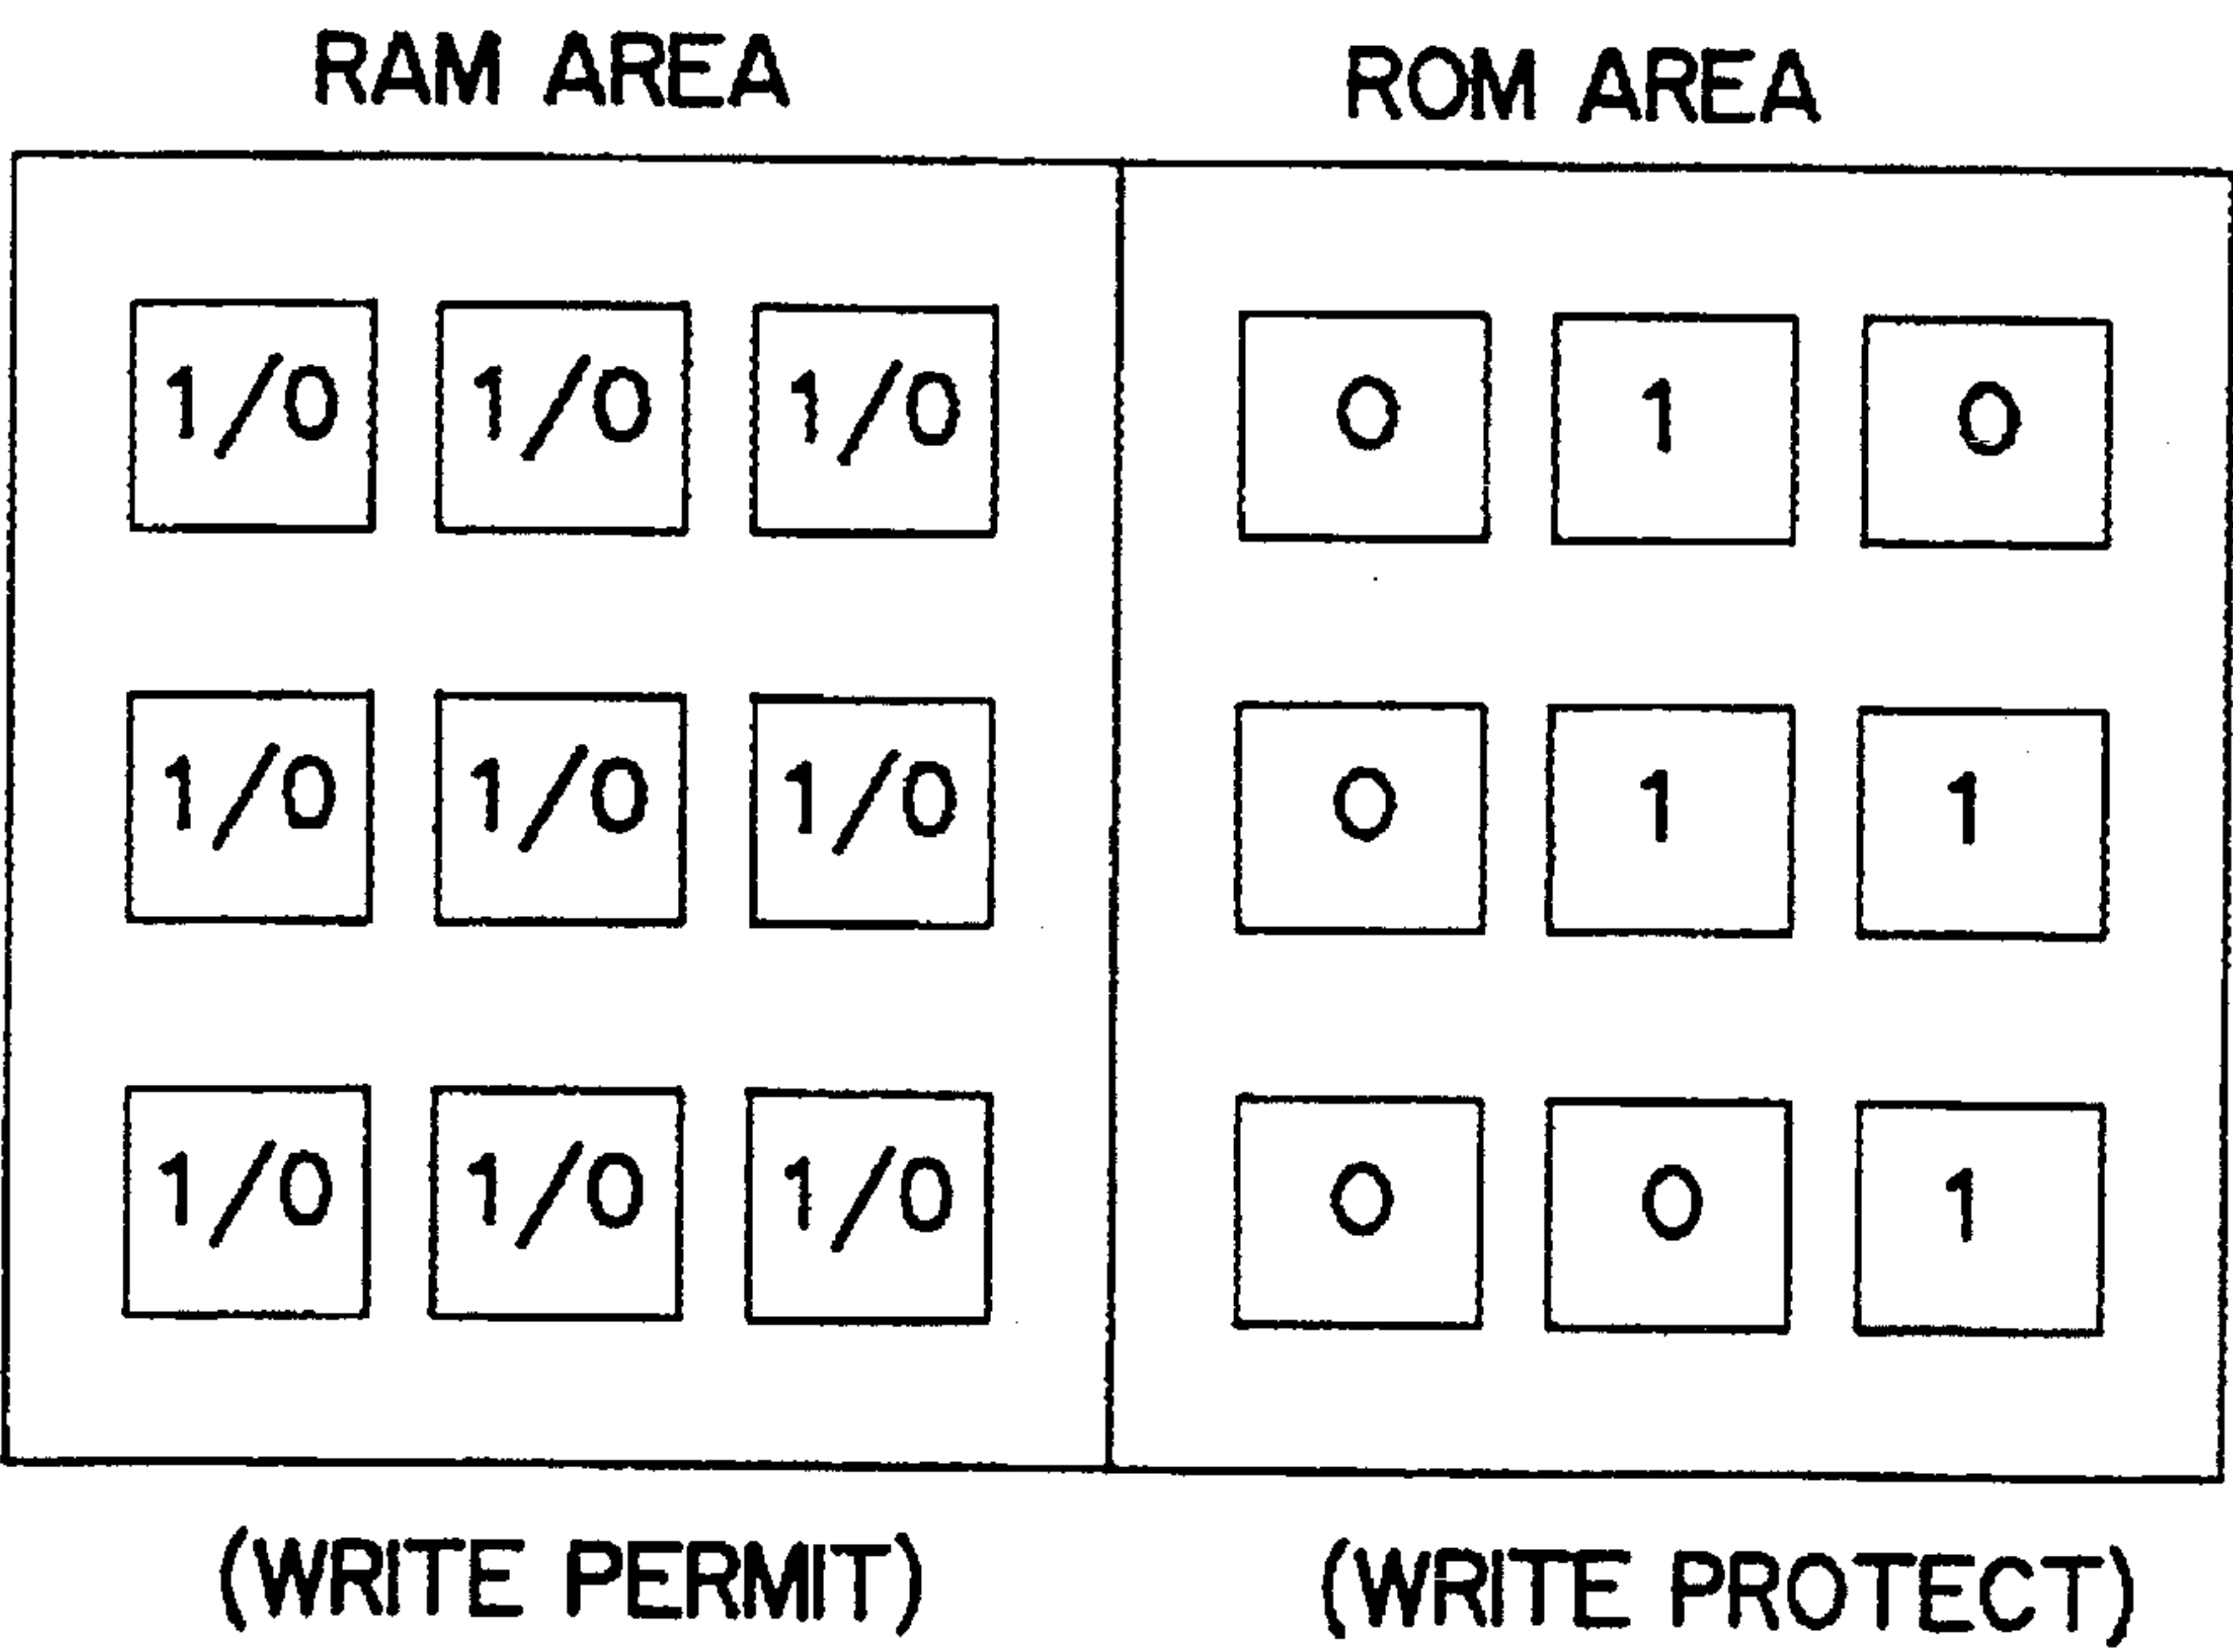 RAM AREA ROM AREA
1/0 1/0 1/0 0 1 0
1/0 1/0 1/0 0 1 1
1/0 1/0 1/0 0 0 1
(WRITE PERMIT) (WRITE PROTECT)